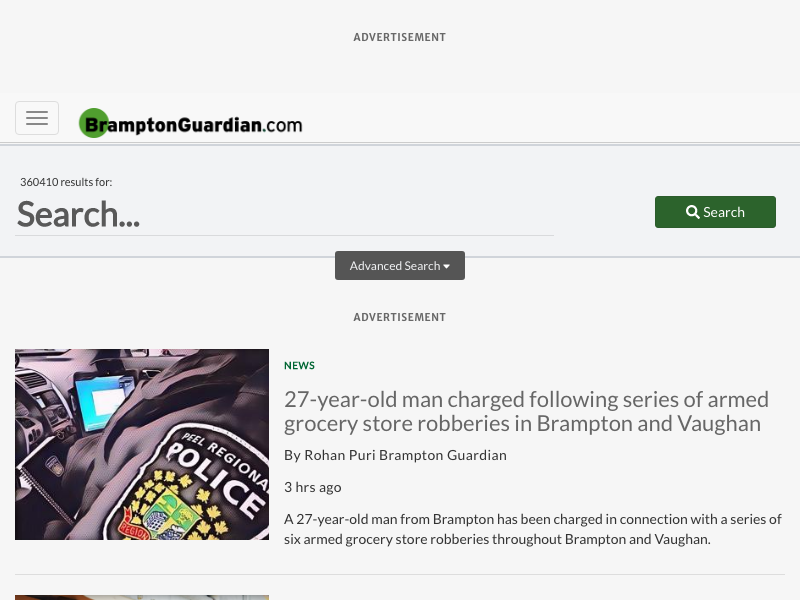 ADVERTISEMENT
BramptonGuardian.com
360410 results for:
Search...
Search
Advanced Search
ADVERTISEMENT
NEWS
27-year-old man charged following series of armed
grocery store robberies in Brampton and Vaughan
By Rohan Puri Brampton Guardian
3 hrs ago
A 27-year-old man from Brampton has been charged in connection with a series of
six armed grocery store robberies throughout Brampton and Vaughan.
PEEL REGIONAL
POLICE
REGION